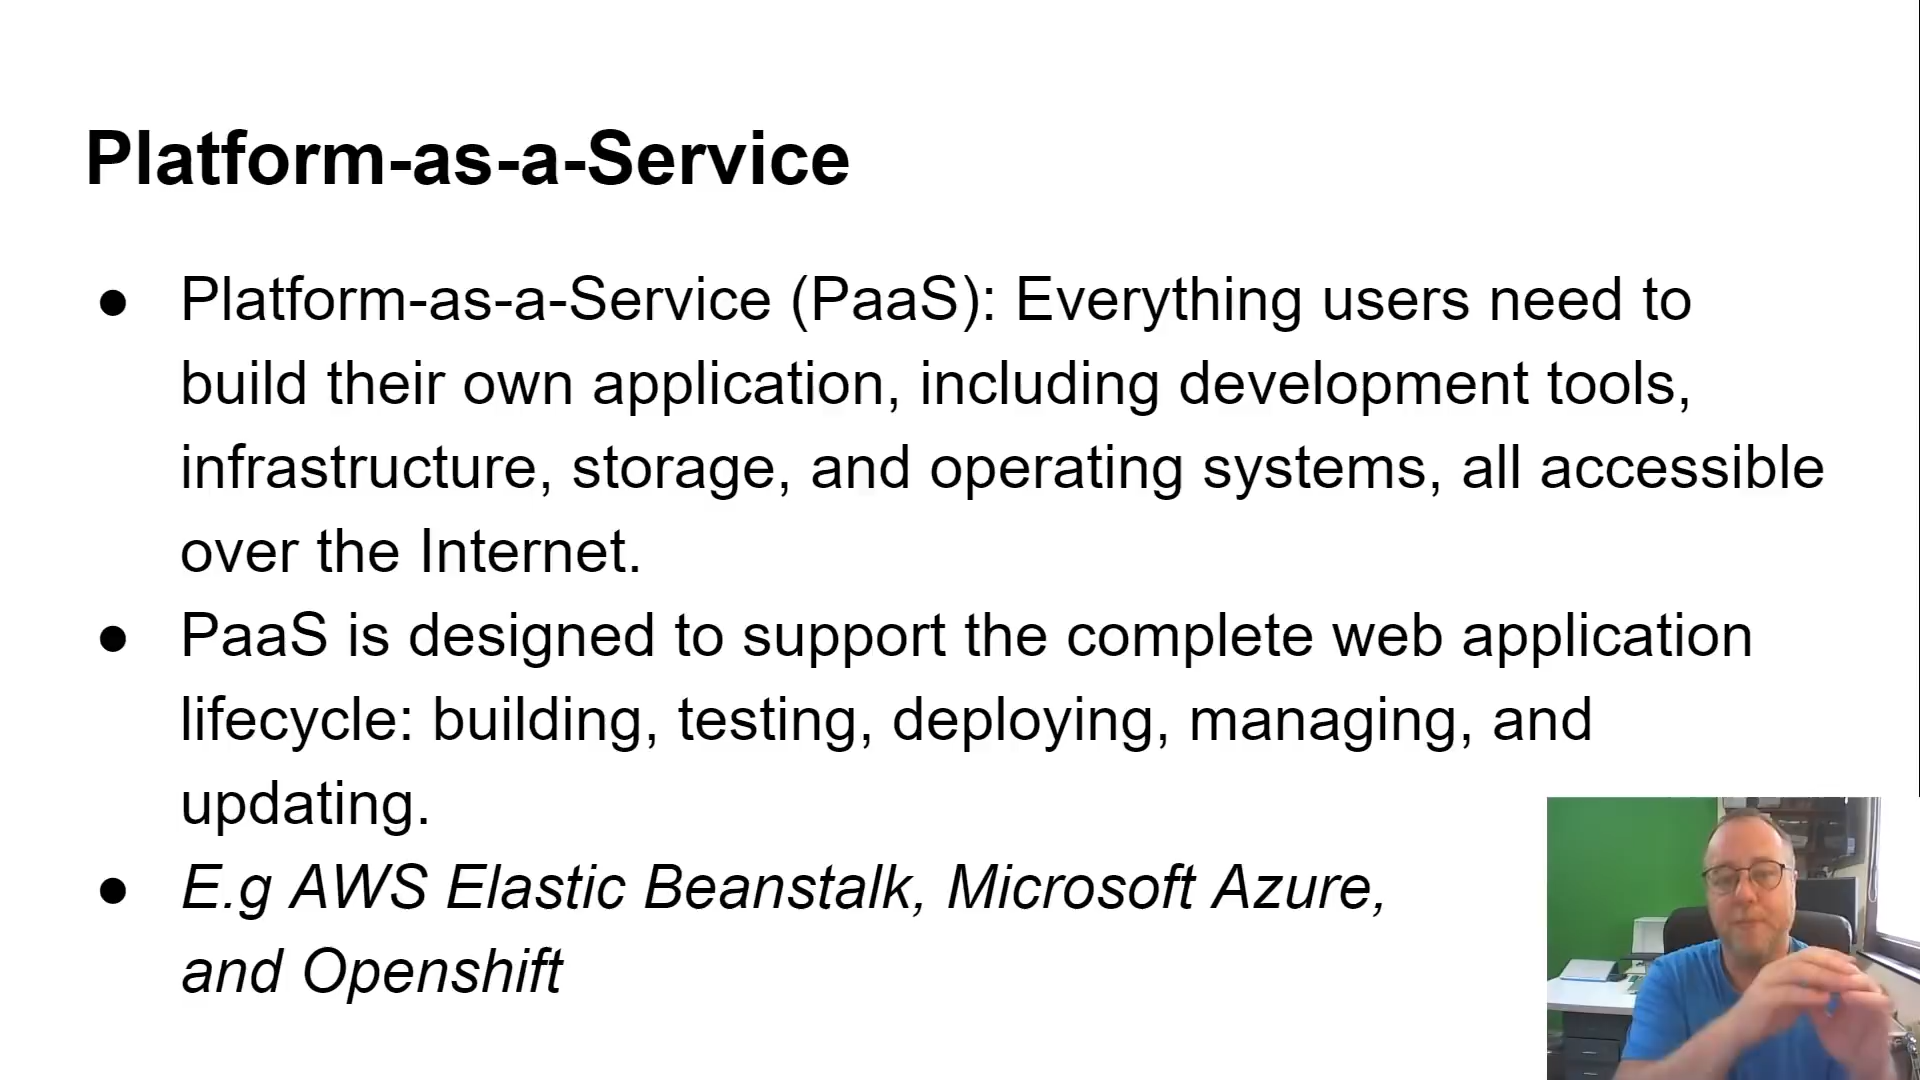 Platform-as-a-Service
● Platform-as-a-Service (PaaS): Everything users need to
build their own application, including development tools,
infrastructure, storage, and operating systems, all accessible
over the Internet.
● PaaS is designed to support the complete web application
lifecycle: building, testing, deploying, managing, and
updating.
● E.g AWS Elastic Beanstalk, Microsoft Azure,
and Openshift